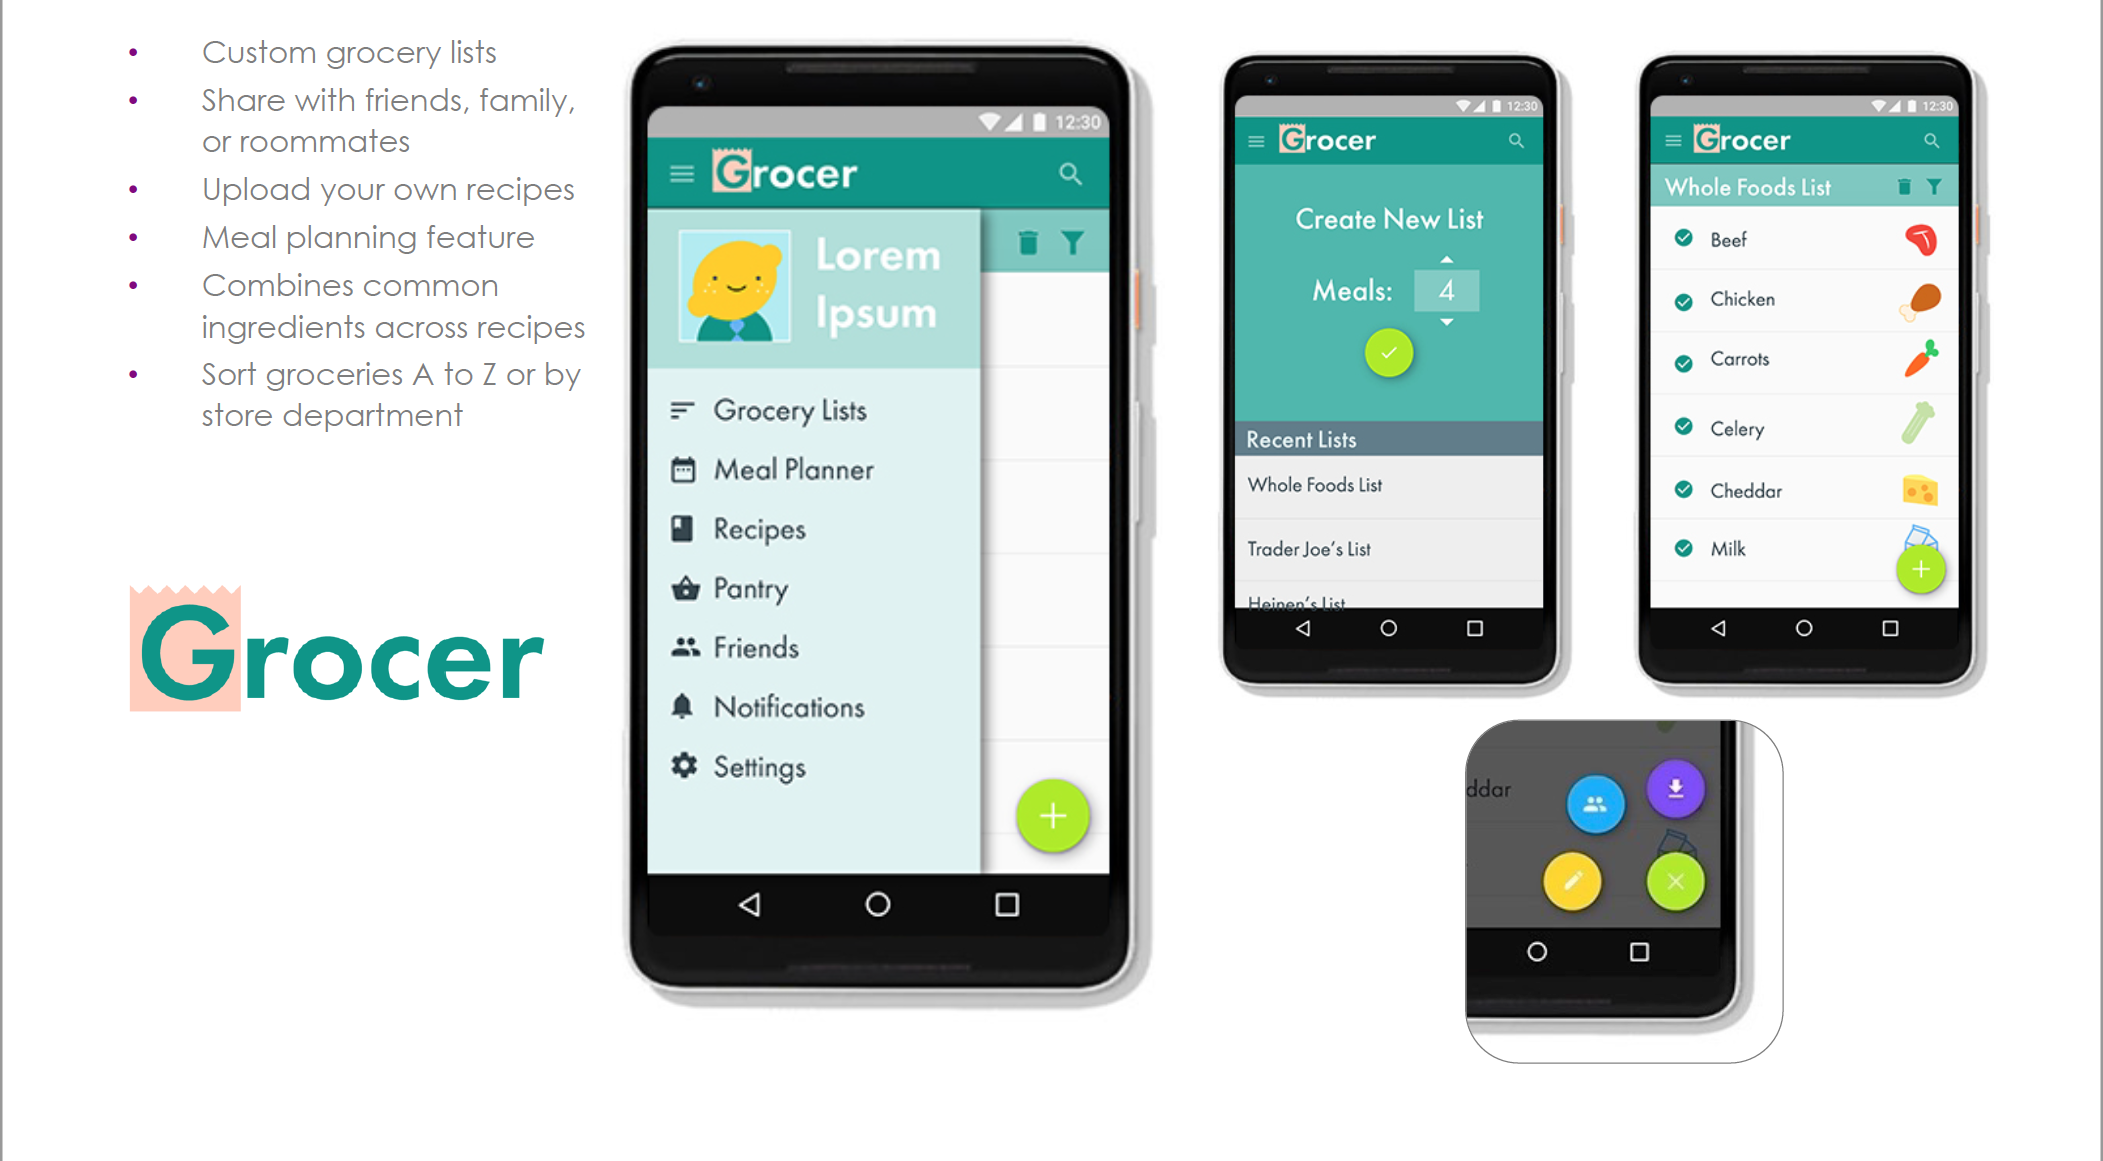 Custom grocery lists
Share with friends, family,
or roommates
Upload your own recipes
Meal planning feature
Combines common
ingredients across recipes
Sort groceries A to Z or by
store department
Grocer
12:30
Grocer
Lorem
Ipsum
Grocery Lists
Meal Planner
Recipes
Pantry
Friends
Notifications
Settings
12:30
Grocer
Create New List
Meals: 4
Recent Lists
Whole Foods List
Trader Joe's List
Heinen's List
12:30
Grocer
Whole Foods List
Beef
Chicken
Carrots
Celery
Cheddar
Milk
ddar